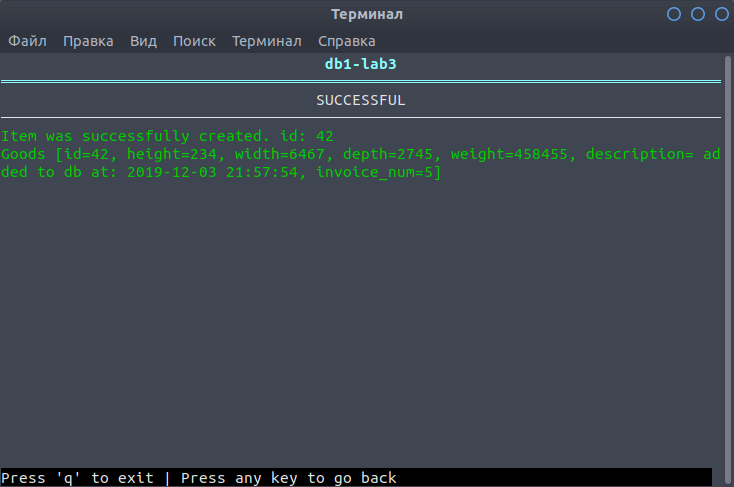 Терминал
Файл Правка Вид Поиск Терминал Справка
db1-lab3
SUCCESSFUL
Item was successfully created. id: 42
Goods [id=42, height=234, width=6467, depth=2745, weight=458455, description= ad
ded to db at: 2019-12-03 21:57:54, invoice_num=5]
Press 'q' to exit | Press any key to go back